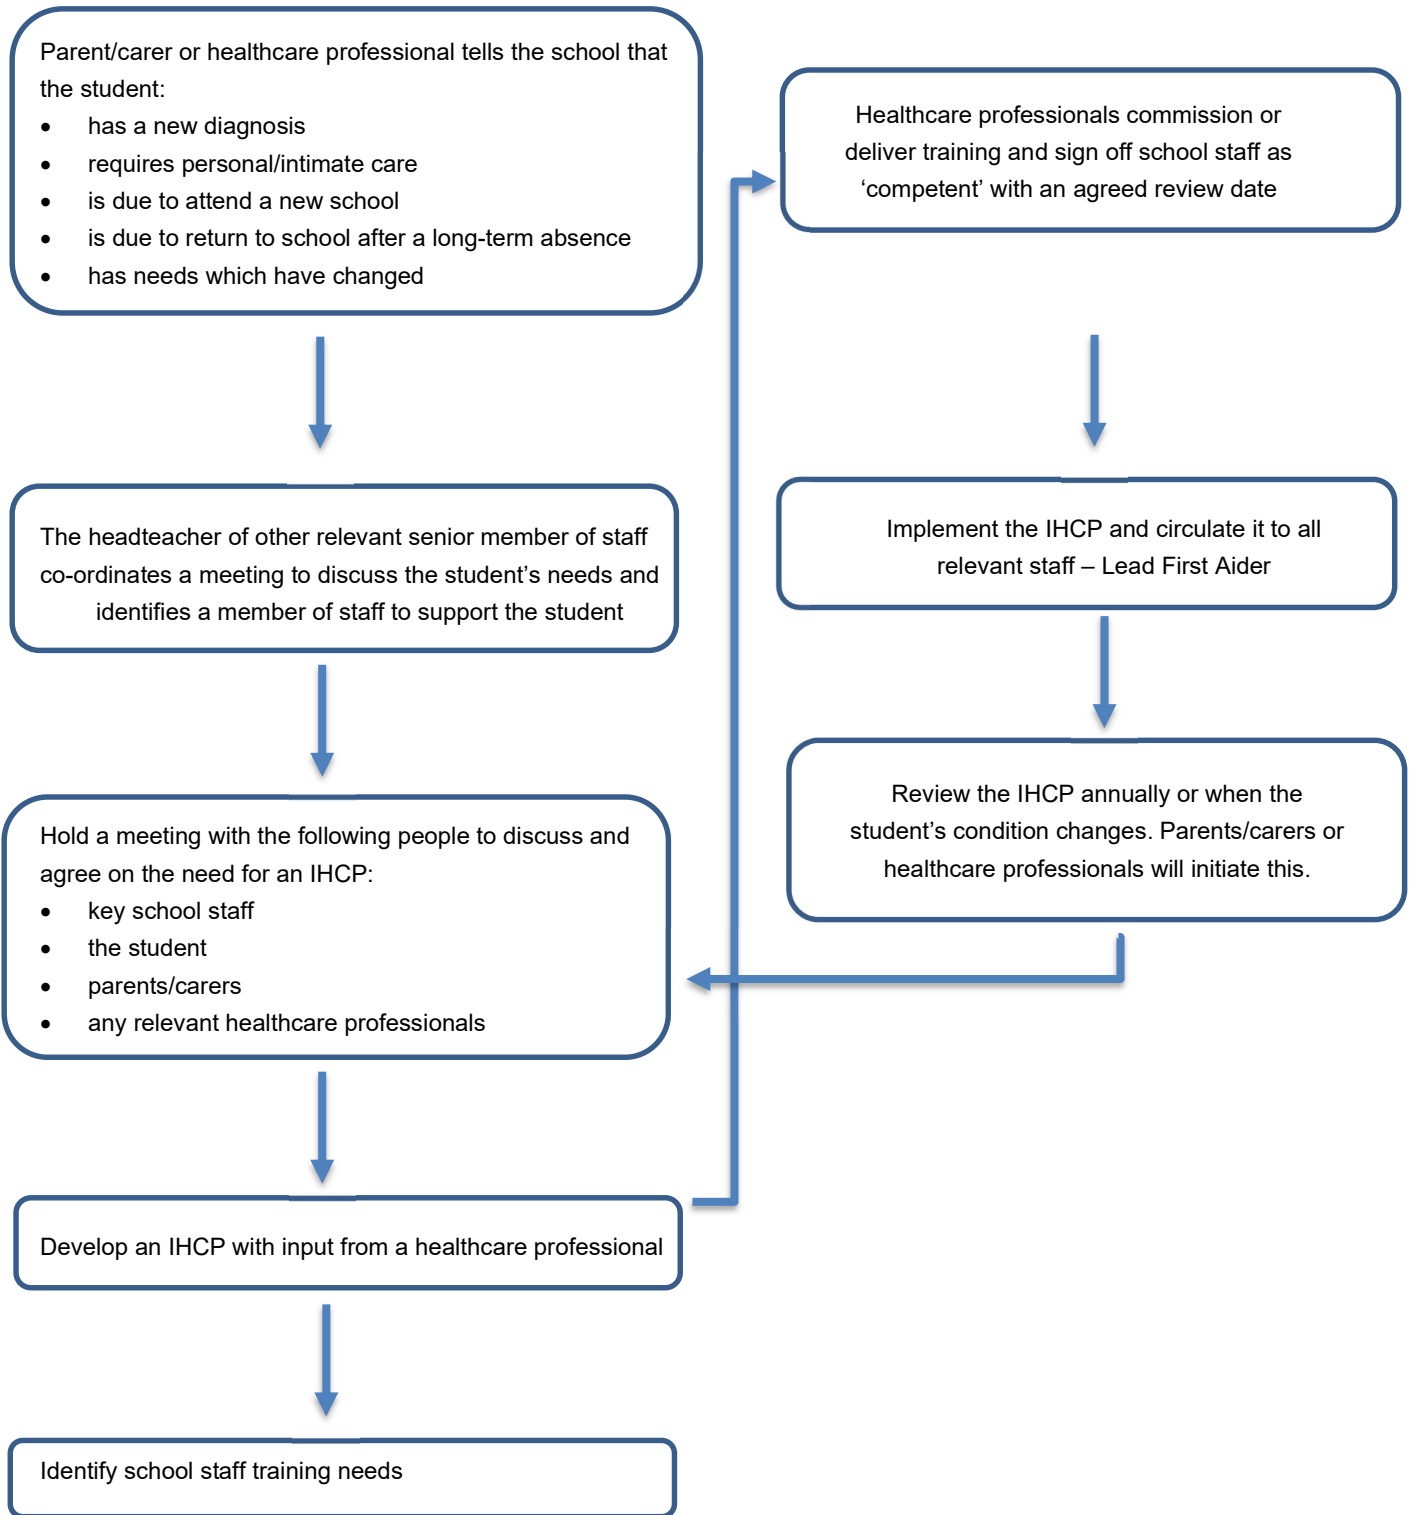 Parent/carer or healthcare professional tells the school that
the student:
• has a new diagnosis
• requires personal/intimate care
• is due to attend a new school
• is due to return to school after a long-term absence
• has needs which have changed
The headteacher of other relevant senior member of staff
co-ordinates a meeting to discuss the student’s needs and
identifies a member of staff to support the student
Hold a meeting with the following people to discuss and
agree on the need for an IHCP:
• key school staff
• the student
• parents/carers
• any relevant healthcare professionals
Develop an IHCP with input from a healthcare professional
Identify school staff training needs
Healthcare professionals commission or
deliver training and sign off school staff as
‘competent’ with an agreed review date
Implement the IHCP and circulate it to all
relevant staff – Lead First Aider
Review the IHCP annually or when the
student’s condition changes. Parents/carers or
healthcare professionals will initiate this.